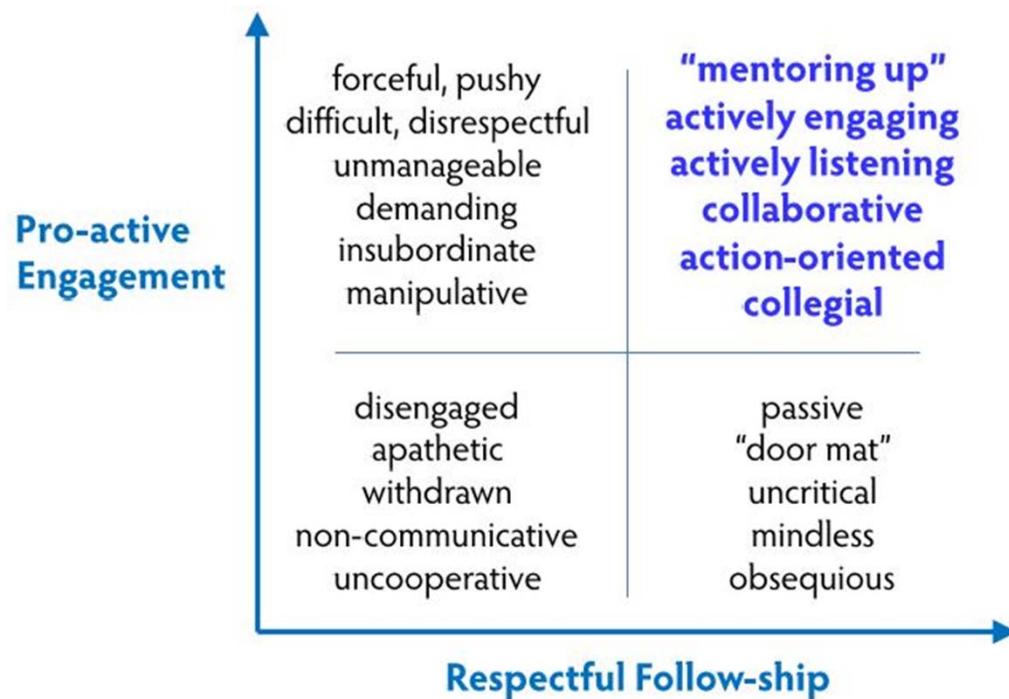 forceful, pushy
difficult, disrespectful
unmanageable
demanding
insubordinate
manipulative
“mentoring up”
actively engaging
actively listening
collaborative
action-oriented
collegial
Pro-active
Engagement
disengaged
apathetic
withdrawn
non-communicative
uncooperative
passive
“door mat”
uncritical
mindless
obsequious
Respectful Follow-ship